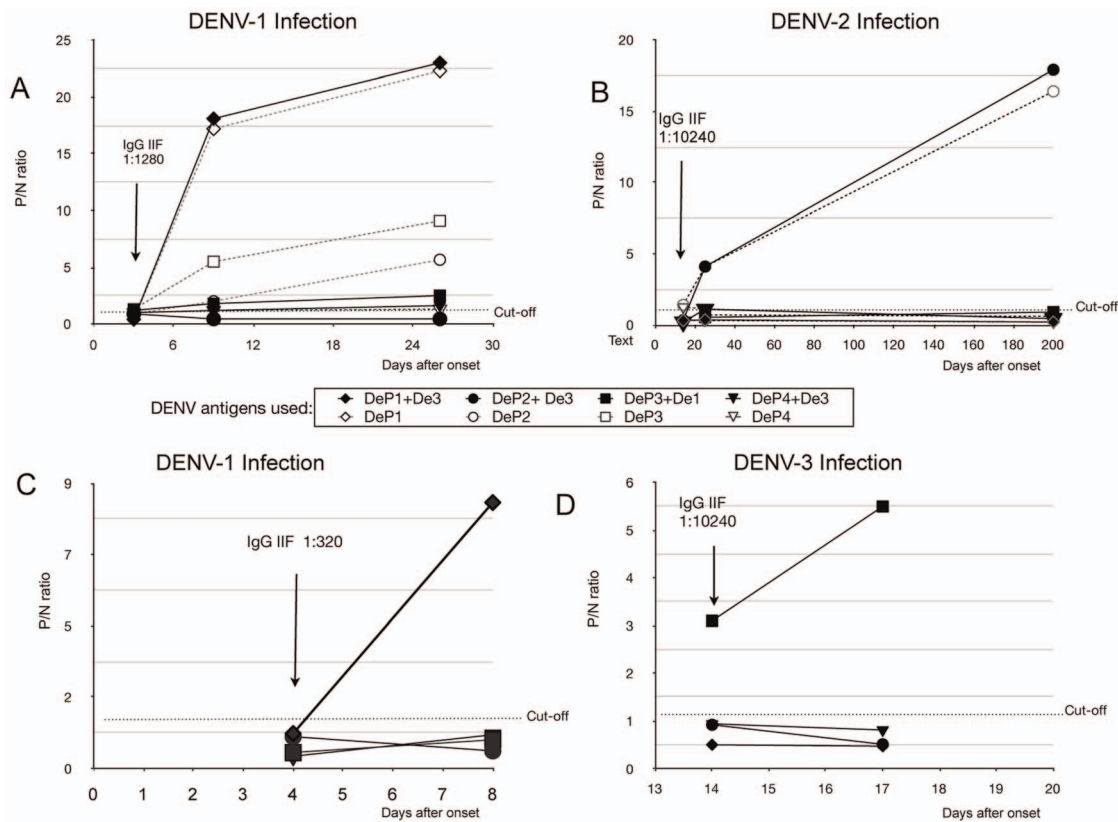 DENV-1 Infection
A
P/N ratio
25
20
15
10
5
0
IgG IIF
1:1280
Cut-off
0 6 12 18 24 30
Days after onset
DENV-2 Infection
B
P/N ratio
20
15
10
5
0
IgG IIF
1:10240
Cut-off
Text
0 20 40 60 80 100 120 140 160 180 200
Days after onset
DENV antigens used:
DeP1+De3 DeP2+ De3 DeP3+De1 DeP4+De3
DeP1 DeP2 DeP3 DeP4
DENV-1 Infection
C
P/N ratio
9
7
5
2
0
IgG IIF 1:320
Cut-off
0 1 2 3 4 5 6 7 8
Days after onset
DENV-3 Infection
D
P/N ratio
6
5
4
3
2
1
0
IgG IIF
1:10240
Cut-off
13 14 15 16 17 18 19 20
Days after onset